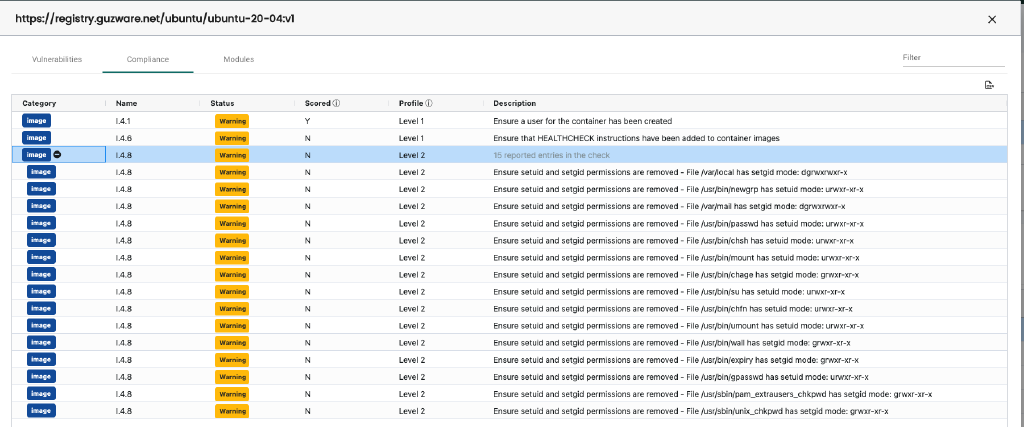 https://registry.guzware.net/ubuntu/ubuntu-20-04:v1
Vulnerabilities Compliance Modules Filter
Category Name Status Scored Profile Description
image I.4.1 Warning Y Level 1 Ensure a user for the container has been created
image I.4.6 Warning N Level 1 Ensure that HEALTHCHECK instructions have been added to container images
image I.4.8 Warning N Level 2 15 reported entries in the check
image I.4.8 Warning N Level 2 Ensure setuid and setgid permissions are removed - File /var/local has setgid mode: dgrwxrwxr-x
image I.4.8 Warning N Level 2 Ensure setuid and setgid permissions are removed - File /usr/bin/newgrp has setuid mode: urwxr-xr-x
image I.4.8 Warning N Level 2 Ensure setuid and setgid permissions are removed - File /var/mail has setgid mode: dgrwxrwxr-x
image I.4.8 Warning N Level 2 Ensure setuid and setgid permissions are removed - File /usr/bin/passwd has setuid mode: urwxr-xr-x
image I.4.8 Warning N Level 2 Ensure setuid and setgid permissions are removed - File /usr/bin/chsh has setuid mode: urwxr-xr-x
image I.4.8 Warning N Level 2 Ensure setuid and setgid permissions are removed - File /usr/bin/mount has setuid mode: urwxr-xr-x
image I.4.8 Warning N Level 2 Ensure setuid and setgid permissions are removed - File /usr/bin/chage has setgid mode: grwxr-xr-x
image I.4.8 Warning N Level 2 Ensure setuid and setgid permissions are removed - File /usr/bin/su has setuid mode: urwxr-xr-x
image I.4.8 Warning N Level 2 Ensure setuid and setgid permissions are removed - File /usr/bin/chfn has setuid mode: urwxr-xr-x
image I.4.8 Warning N Level 2 Ensure setuid and setgid permissions are removed - File /usr/bin/umount has setuid mode: urwxr-xr-x
image I.4.8 Warning N Level 2 Ensure setuid and setgid permissions are removed - File /usr/bin/wall has setgid mode: grwxr-xr-x
image I.4.8 Warning N Level 2 Ensure setuid and setgid permissions are removed - File /usr/bin/expiry has setgid mode: grwxr-xr-x
image I.4.8 Warning N Level 2 Ensure setuid and setgid permissions are removed - File /usr/bin/gpasswd has setuid mode: urwxr-xr-x
image I.4.8 Warning N Level 2 Ensure setuid and setgid permissions are removed - File /usr/sbin/pam_extrausers_chkpwd has setgid mode: grwxr-xr-x
image I.4.8 Warning N Level 2 Ensure setuid and setgid permissions are removed - File /usr/sbin/unix_chkpwd has setgid mode: grwxr-xr-x